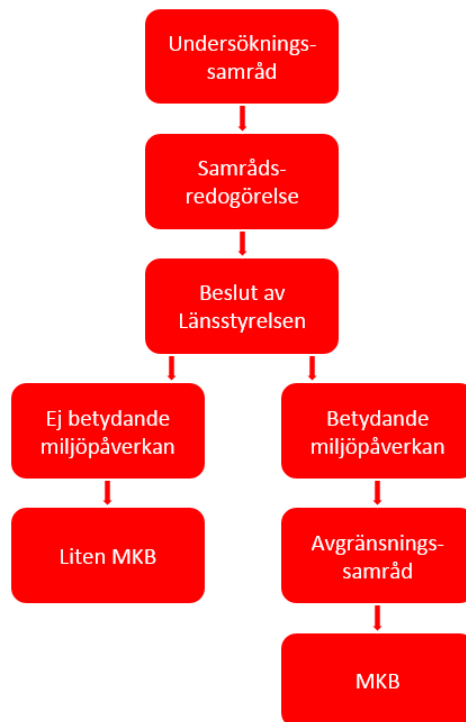 Undersöknings-
samråd
Samråds-
redogörelse
Beslut av
Länsstyrelsen
Ej betydande
miljöpåverkan
Betydande
miljöpåverkan
Liten MKB
Avgränsnings-
samråd
MKB